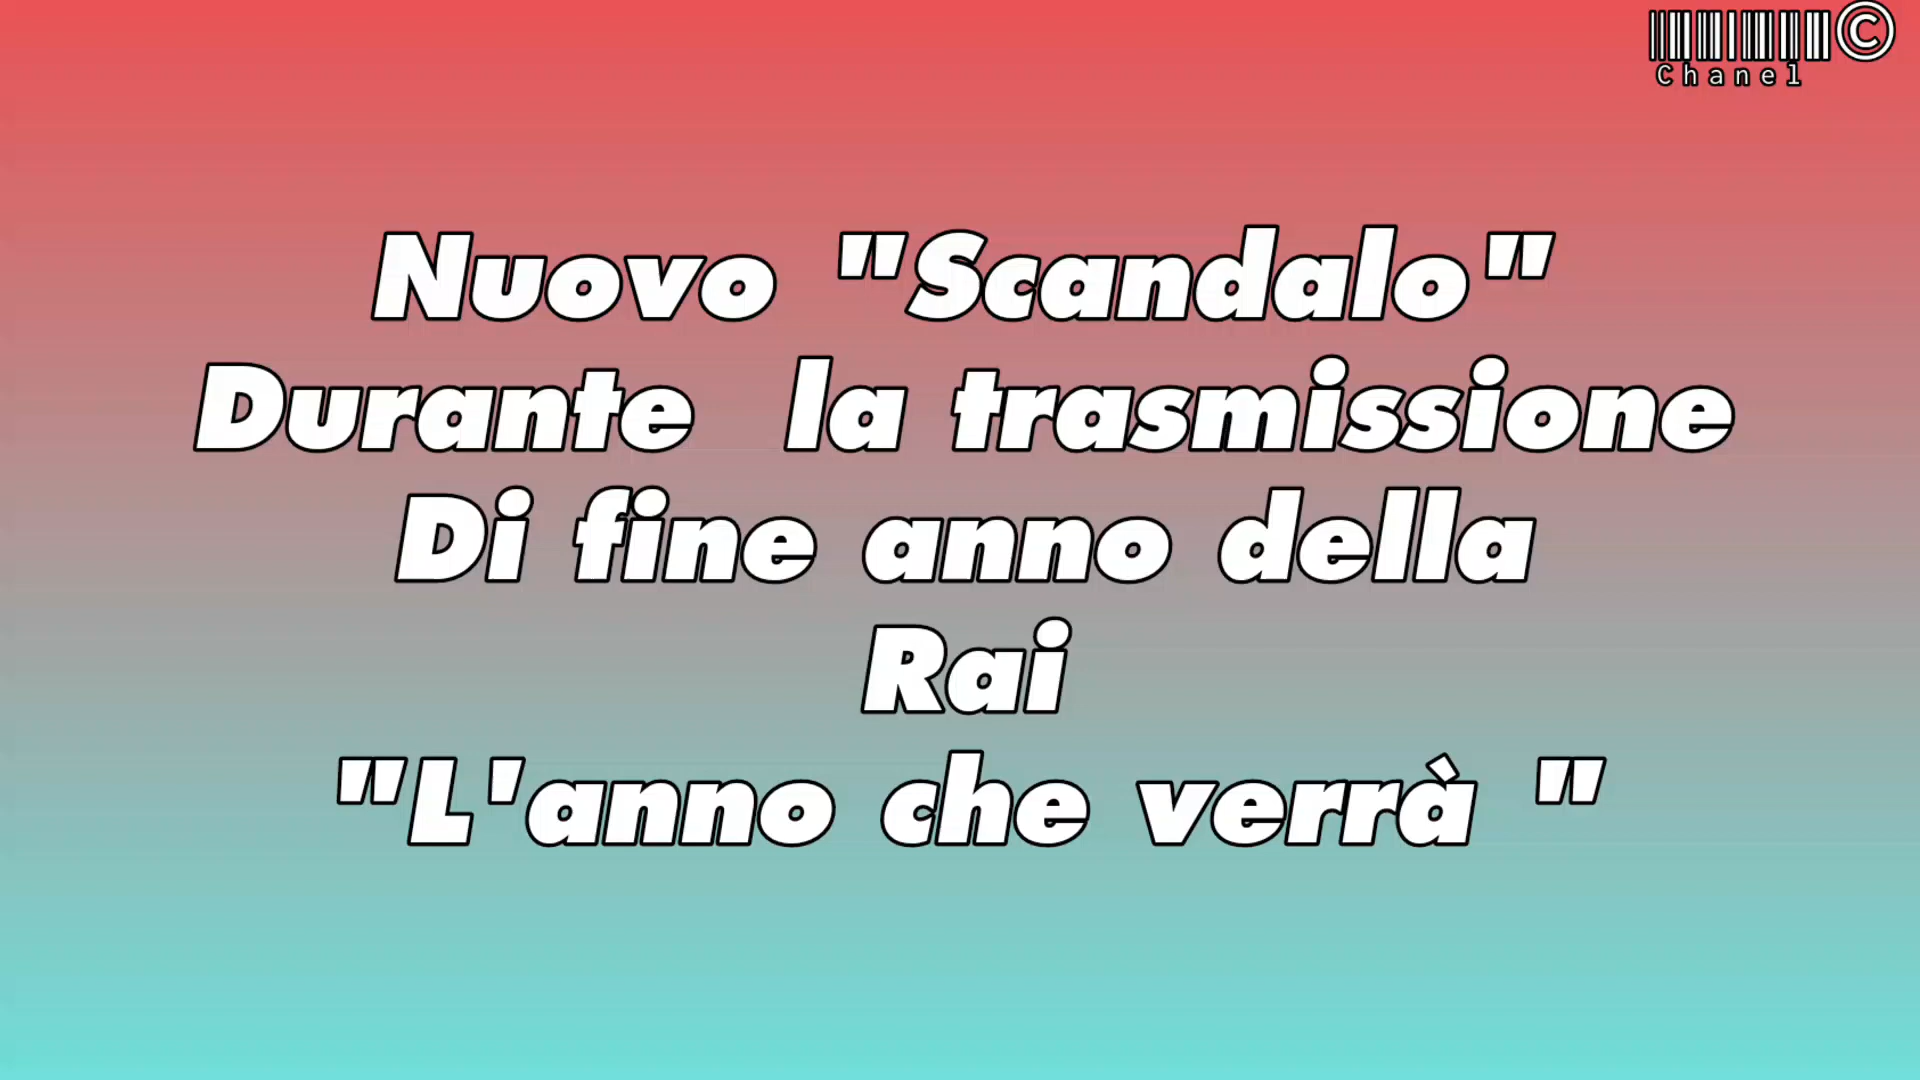 ©
Chanel
Nuovo "Scandalo"
Durante la trasmissione
Di fine anno della
Rai
"L'anno che verrà "